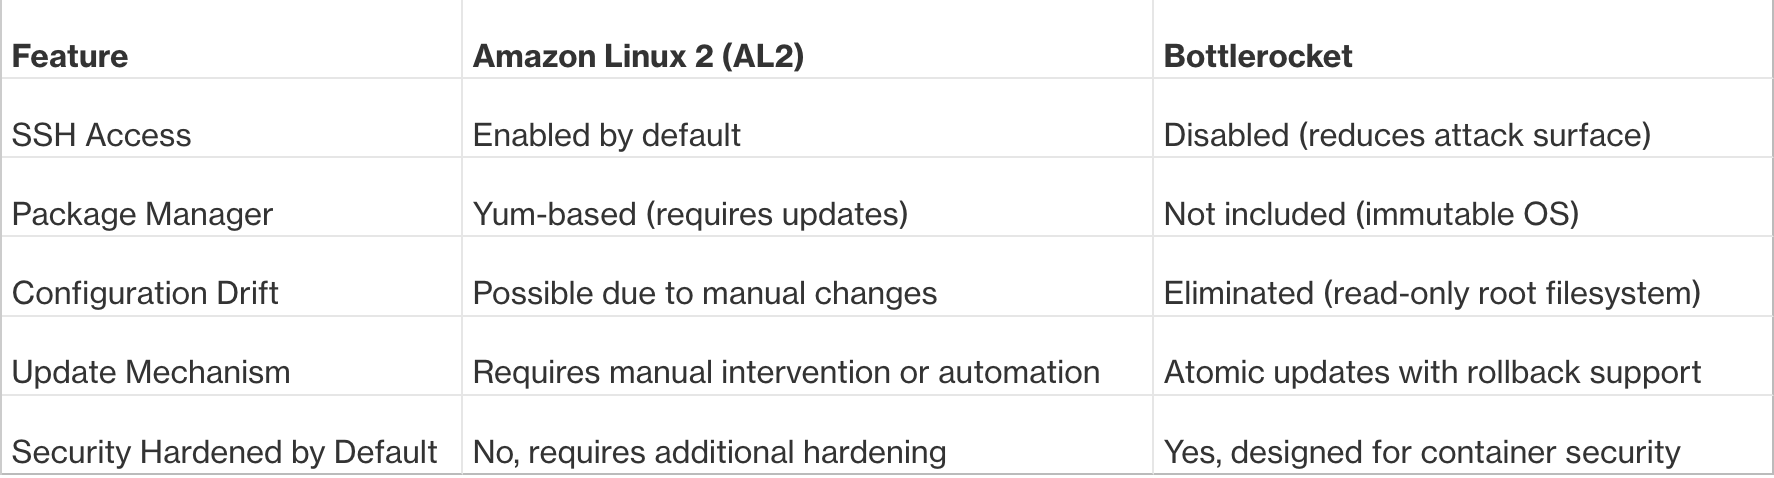 Feature Amazon Linux 2 (AL2) Bottlerocket
SSH Access Enabled by default Disabled (reduces attack surface)
Package Manager Yum-based (requires updates) Not included (immutable OS)
Configuration Drift Possible due to manual changes Eliminated (read-only root filesystem)
Update Mechanism Requires manual intervention or automation Atomic updates with rollback support
Security Hardened by Default No, requires additional hardening Yes, designed for container security